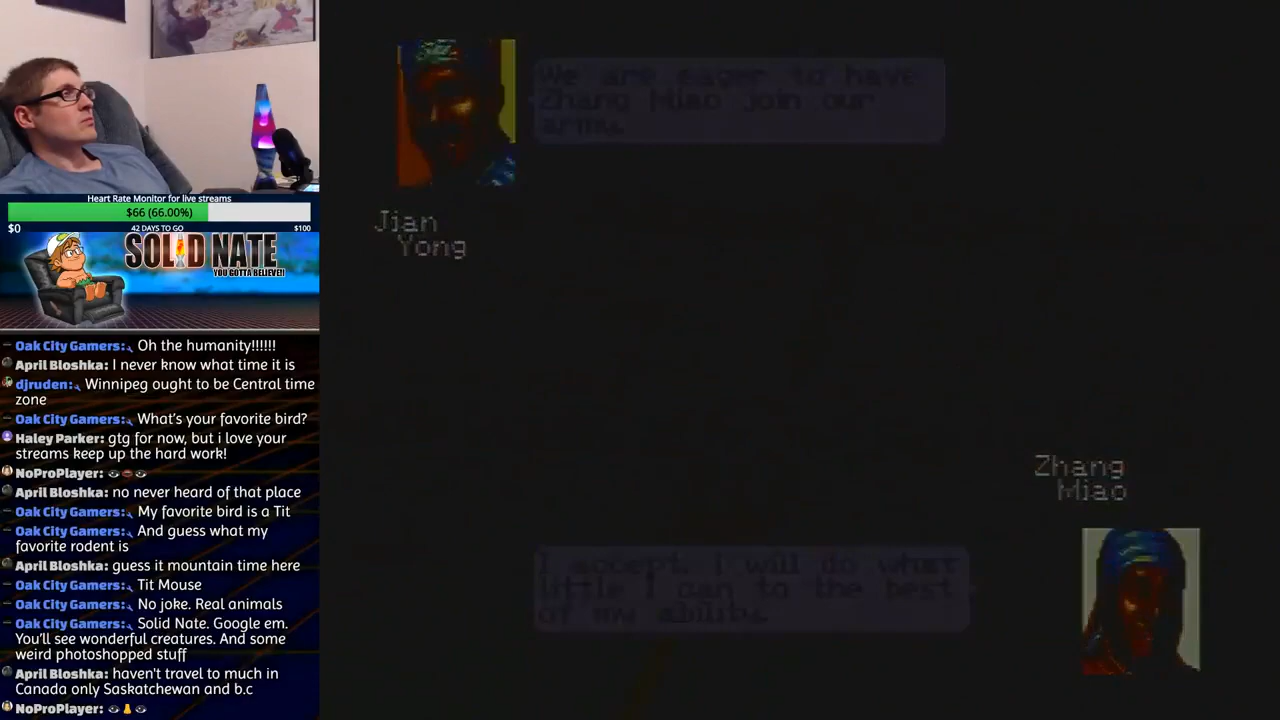 We are eager to have
Zhang Miao join our
army.
Jian
Yong
Zhang
Miao
I accept. I will do what
little I can to the best
of my ability.
Heart Rate Monitor for live streams
$66 (66.00%)
$0
42 DAYS TO GO
$100
SOLID NATE
YOU GOTTA BELIEVE!!
Oak City Gamers: Oh the humanity!!!!!!
April Bloshka: I never know what time it is
djruden: Winnipeg ought to be Central time
zone
Oak City Gamers: What's your favorite bird?
Haley Parker: gtg for now, but i love your
streams keep up the hard work!
NoProPlayer:
April Bloshka: no never heard of that place
Oak City Gamers: My favorite bird is a Tit
Oak City Gamers: And guess what my
favorite rodent is
April Bloshka: guess it mountain time here
Oak City Gamers: Tit Mouse
Oak City Gamers: No joke. Real animals
Oak City Gamers: Solid Nate. Google em.
You'll see wonderful creatures. And some
weird photoshopped stuff
April Bloshka: haven't travel to much in
Canada only Saskatchewan and b.c
NoProPlayer: